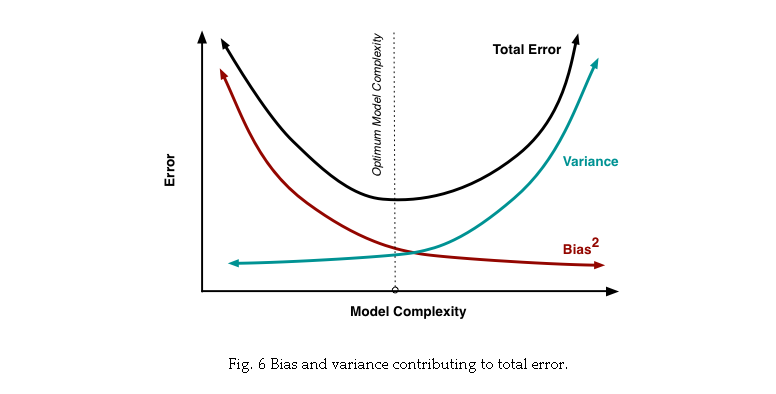 Total Error
Optimum Model Complexity
Error
Variance
Bias2
Model Complexity
Fig. 6 Bias and variance contributing to total error.